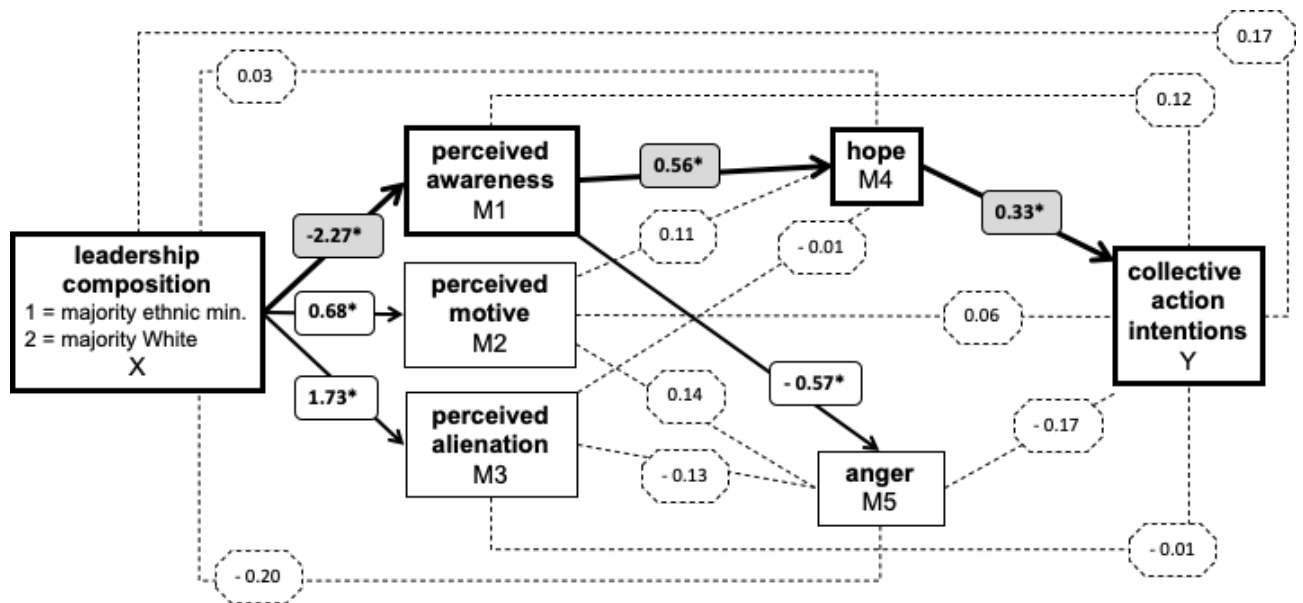 0.17
0.03
0.12
perceived
awareness
M1
0.56*
hope
M4
-2.27*
0.11
- 0.01
0.33*
leadership
composition
1 = majority ethnic min.
2 = majority White
X
perceived
motive
M2
0.68*
0.06
collective
action
intentions
Y
1.73*
perceived
alienation
M3
0.14
- 0.57*
- 0.17
- 0.13
anger
M5
- 0.01
- 0.20